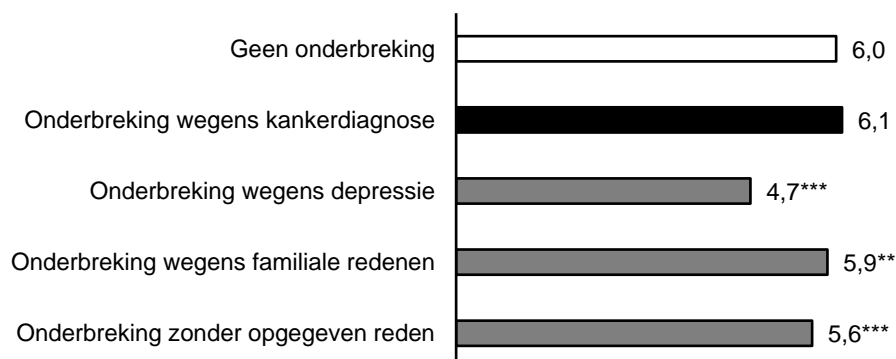 Geen onderbreking 6,0
Onderbreking wegens kankerdiagnose 6,1
Onderbreking wegens depressie 4,7***
Onderbreking wegens familiale redenen 5,9**
Onderbreking zonder opgegeven reden 5,6***